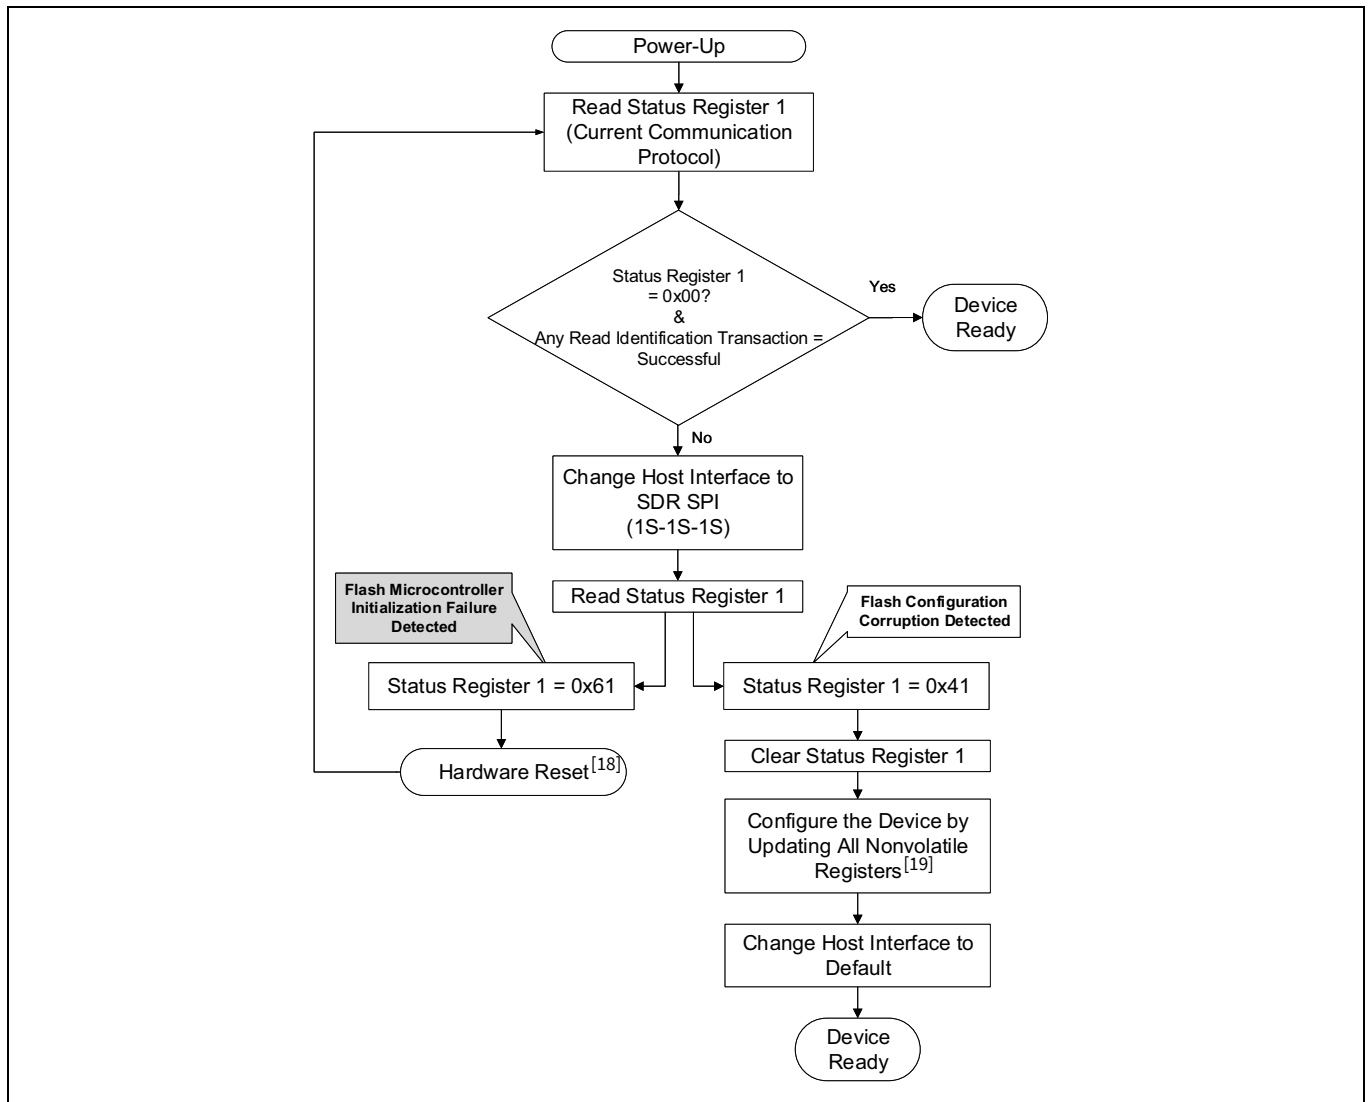 Power-Up
Read Status Register 1
(Current Communication
Protocol)
Status Register 1
= 0x00?
&
Any Read Identification Transaction =
Successful
Yes
Device
Ready
No
Change Host Interface to
SDR SPI
(1S-1S-1S)
Read Status Register 1
Flash Microcontroller
Initialization Failure
Detected
Flash Configuration
Corruption Detected
Status Register 1 = 0x61
Status Register 1 = 0x41
Hardware Reset[18]
Clear Status Register 1
Configure the Device by
Updating All Nonvolatile
Registers[19]
Change Host Interface to
Default
Device
Ready